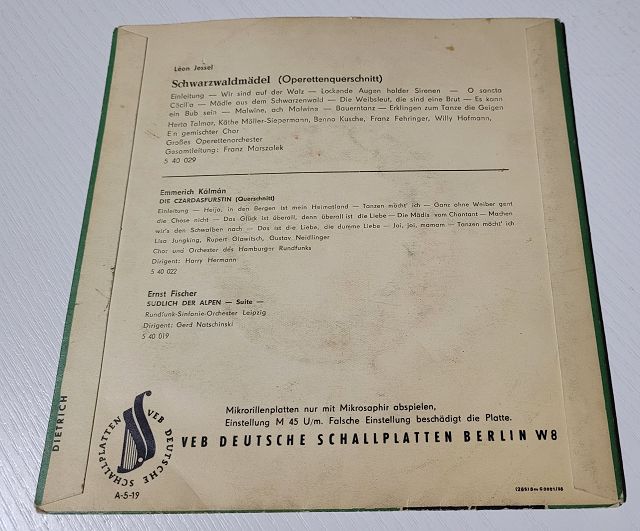 Léon Jessel
Schwarzwaldmädel (Operettenquerschnitt)
Einleitung — Wir sind auf der Walz — Lockende Augen holder Sirenen — O sancta
Cäcilia — Mädle aus dem Schwarzenwald — Die Weibsleut, die sind eine Brut — Es kann
ein Bub sein — Malwine, ach Malwine — Bauerntanz — Erklingen zum Tanze die Geigen
Herta Talmar, Käthe Möller-Siepermann, Benno Kusche, Franz Fehringer, Willy Hofmann,
Ein gemischter Chor
Großes Operettenorchester
Gesamtleitung: Franz Marszalek
5 40 029
Emmerich Kálmán
DIE CZARDASFURSTIN (Querschnitt)
Einleitung — Heija, in den Bergen ist mein Heimatland — Tanzen möcht' ich — Ganz ohne Weiber geht
die Chose nicht — Das Glück ist überall, denn überall ist die Liebe — Die Mädis vom Chantant — Machen
wir's den Schwalben nach — Das ist die Liebe, die dumme Liebe — Joi, joi, mamam — Tanzen möcht' ich
Lisa Jungking, Rupert Glawitsch, Gustav Neidlinger
Chor und Orchester des Hamburger Rundfunks
Dirigent: Harry Hermann
5 40 022
Ernst Fischer
SUDLICH DER ALPEN — Suite —
Rundfunk-Sinfonie-Orchester Leipzig
Dirigent: Gerd Natschinski
5 40 019
Mikrorillenplatten nur mit Mikrosaphir abspielen,
Einstellung M 45 U/m. Falsche Einstellung beschädigt die Platte.
VEB DEUTSCHE SCHALLPLATTEN BERLIN W8
VEB DEUTSCHE SCHALLPLATTEN
A-5-19
DIETRICH